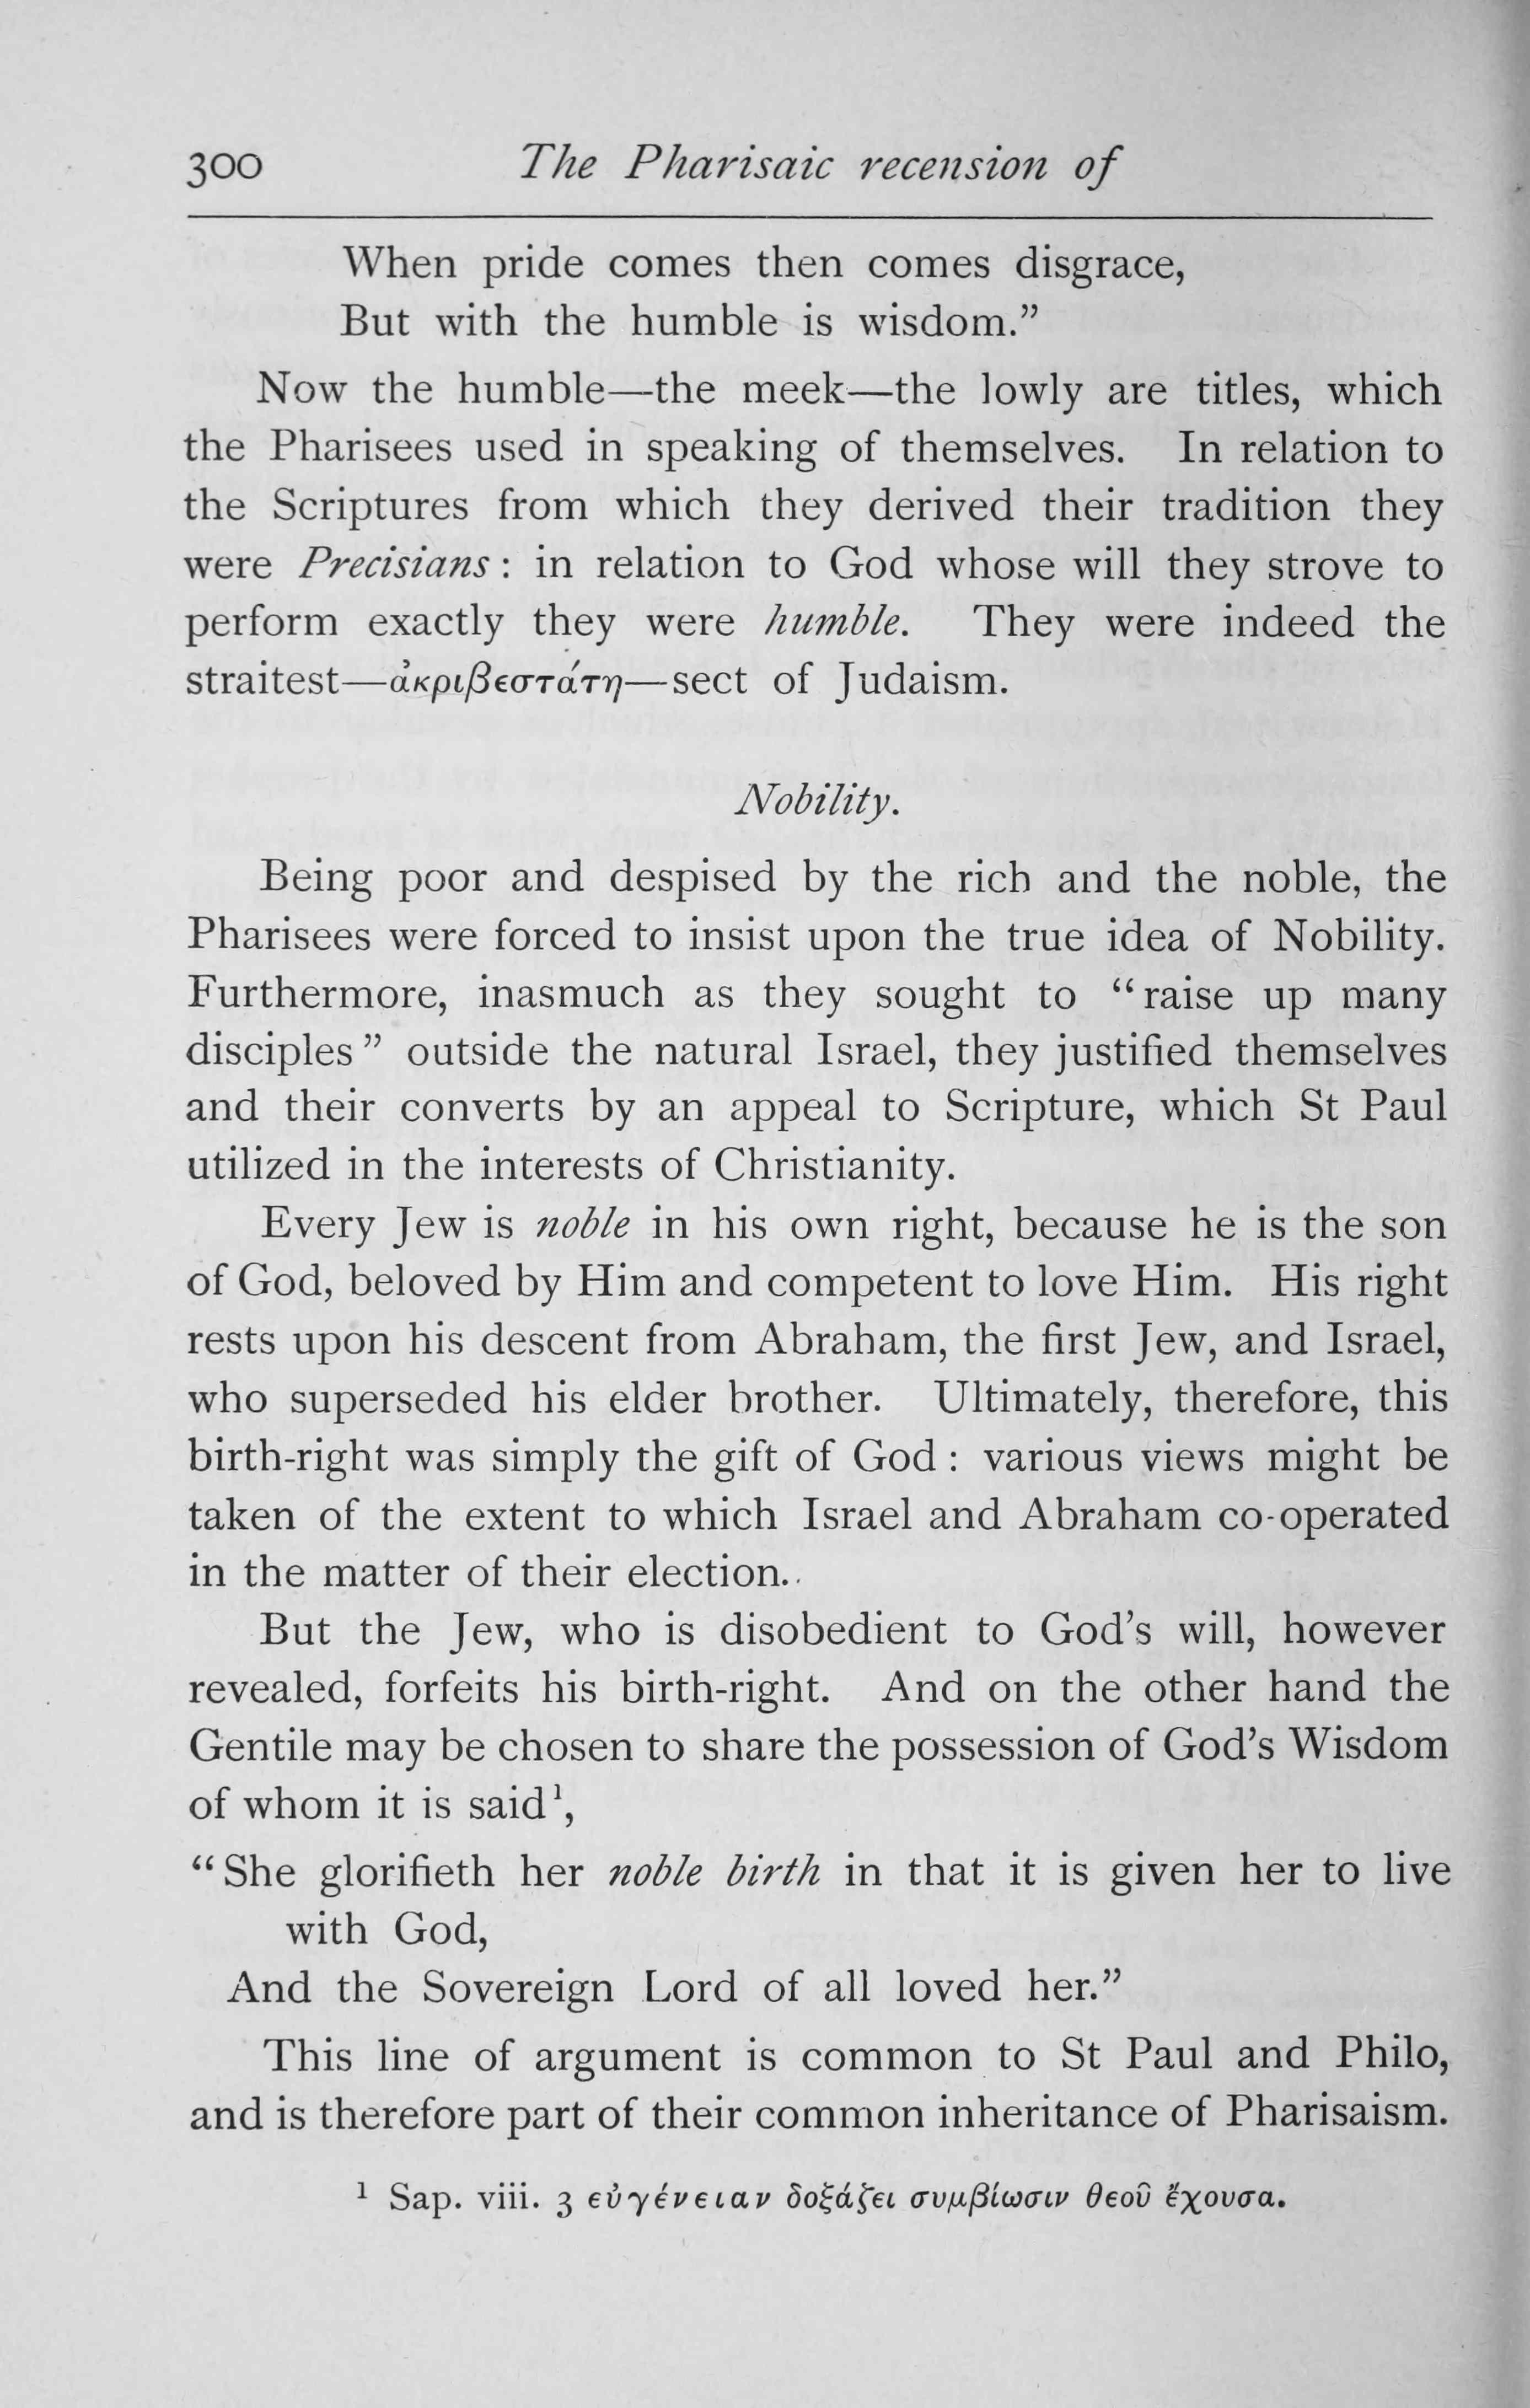 300 The Pharisaic recension of
When pride comes then comes disgrace,
But with the humble is wisdom.”
Now the humble—the meek—the lowly are titles, which
the Pharisees used in speaking of themselves. In relation to
the Scriptures from which they derived their tradition they
were Precisians : in relation to God whose will they strove to
perform exactly they were humble. They were indeed the
straitest—ἀκριβεστάτη—sect of Judaism.
Nobility.
Being poor and despised by the rich and the noble, the
Pharisees were forced to insist upon the true idea of Nobility.
Furthermore, inasmuch as they sought to “raise up many
disciples” outside the natural Israel, they justified themselves
and their converts by an appeal to Scripture, which St Paul
utilized in the interests of Christianity.
Every Jew is noble in his own right, because he is the son
of God, beloved by Him and competent to love Him. His right
rests upon his descent from Abraham, the first Jew, and Israel,
who superseded his elder brother. Ultimately, therefore, this
birth-right was simply the gift of God : various views might be
taken of the extent to which Israel and Abraham co-operated
in the matter of their election.
But the Jew, who is disobedient to God’s will, however
revealed, forfeits his birth-right. And on the other hand the
Gentile may be chosen to share the possession of God’s Wisdom
of whom it is said¹,
“She glorifieth her noble birth in that it is given her to live
with God,
And the Sovereign Lord of all loved her.”
This line of argument is common to St Paul and Philo,
and is therefore part of their common inheritance of Pharisaism.
¹ Sap. viii. 3 εὐγένειαν δοξάζει συμβίωσιν θεοῦ ἔχουσα.